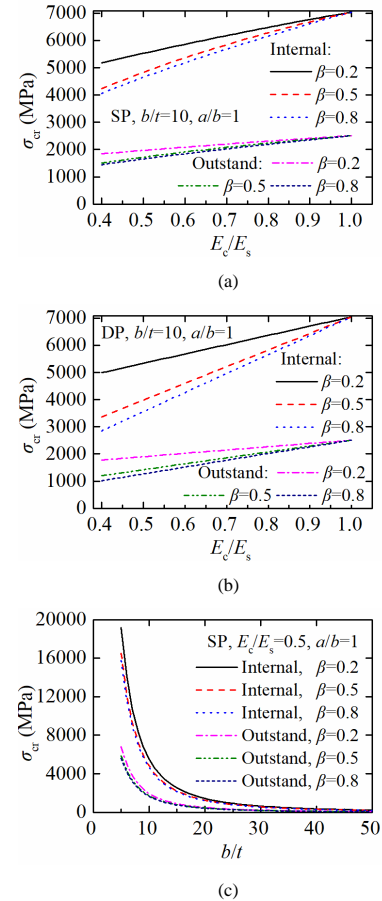 7000
6000
5000
4000
3000
2000
1000
0
σcr (MPa)
Internal:
β=0.2
β=0.5
β=0.8
SP, b/t=10, a/b=1
Outstand: β=0.2
β=0.5 β=0.8
0.4 0.5 0.6 0.7 0.8 0.9 1.0
Ec/Es
(a)
7000
6000
5000
4000
3000
2000
1000
0
σcr (MPa)
DP, b/t=10, a/b=1
Internal:
β=0.2
β=0.5
β=0.8
Outstand: β=0.2
β=0.5 β=0.8
0.4 0.5 0.6 0.7 0.8 0.9 1.0
Ec/Es
(b)
20000
16000
12000
8000
4000
0
σcr (MPa)
SP, Ec/Es=0.5, a/b=1
Internal, β=0.2
Internal, β=0.5
Internal, β=0.8
Outstand, β=0.2
Outstand, β=0.5
Outstand, β=0.8
0 10 20 30 40 50
b/t
(c)